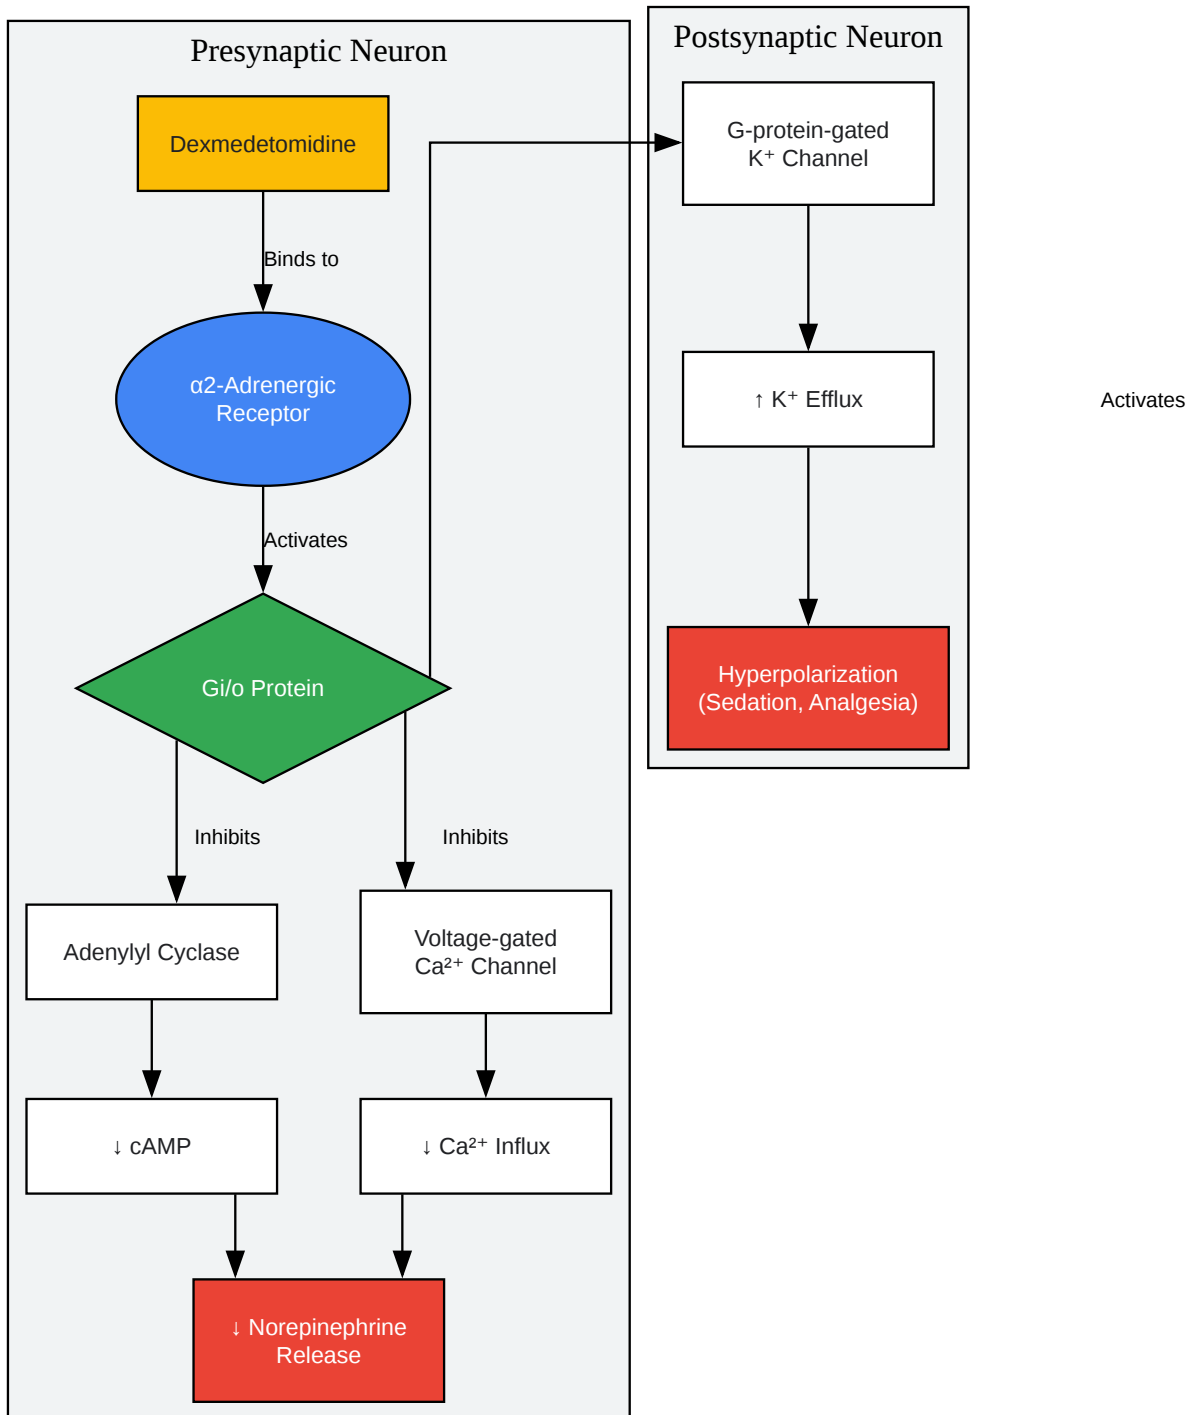 Presynaptic Neuron
Dexmedetomidine
Binds to
α2-Adrenergic
Receptor
Activates
Gi/o Protein
Inhibits
Inhibits
Adenylyl Cyclase
Voltage-gated
Ca²⁺ Channel
↓ cAMP
↓ Ca²⁺ Influx
↓ Norepinephrine
Release
Postsynaptic Neuron
G-protein-gated
K⁺ Channel
↑ K⁺ Efflux
Activates
Hyperpolarization
(Sedation, Analgesia)